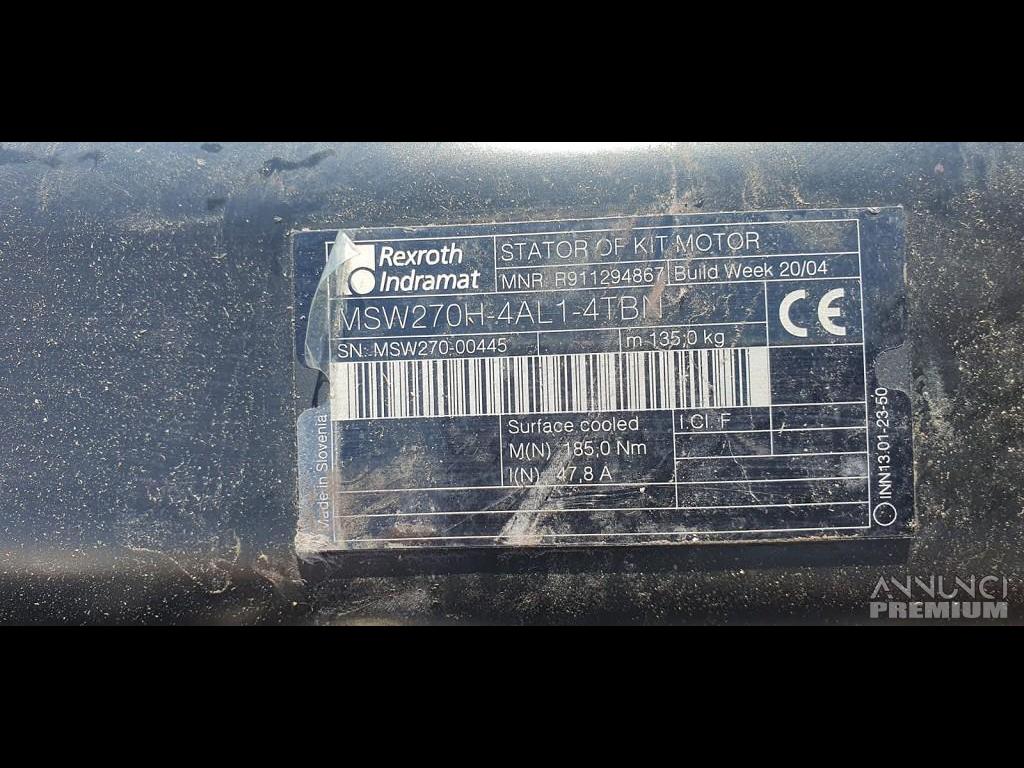 Rexroth
Indramat
STATOR OF KIT MOTOR
MNR: R911294867 Build Week 20/04
MSW270H-4AL1-4TBN
CE
SN: MSW270-00445
m 135,0 kg
Surface cooled
I.Cl. F
M(N) 185,0 Nm
I(N) 47,8 A
Made in Slovenia
INN13.01-23-50
ANNUNCI
PREMIUM